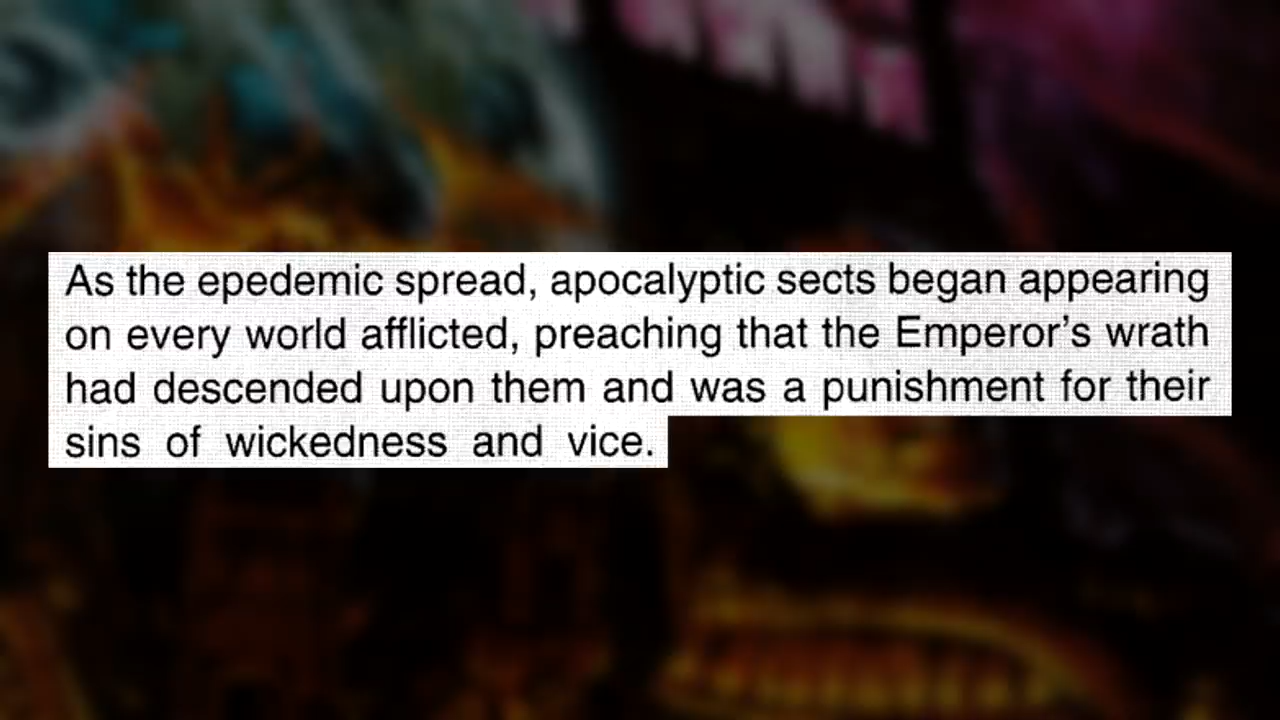 As the epedemic spread, apocalyptic sects began appearing
on every world afflicted, preaching that the Emperor's wrath
had descended upon them and was a punishment for their
sins of wickedness and vice.